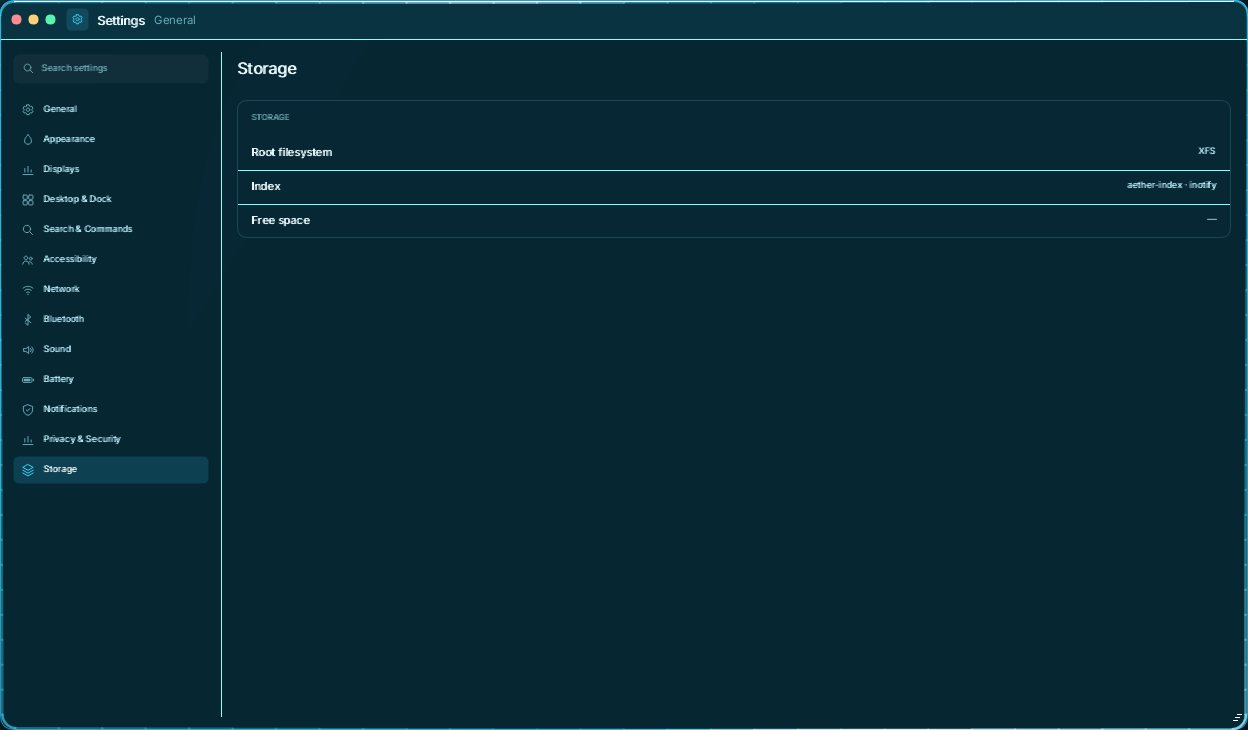 Settings General
Search settings
General
Appearance
Displays
Desktop & Dock
Search & Commands
Accessibility
Network
Bluetooth
Sound
Battery
Notifications
Privacy & Security
Storage
Storage
STORAGE
Root filesystem XFS
Index aether-index · inotify
Free space —